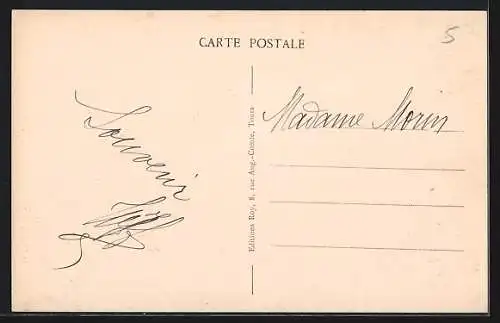 CARTE POSTALE
5
Souvenir
Madame Morin
Editions Roy, 8, rue Aug.-Comte, Tours